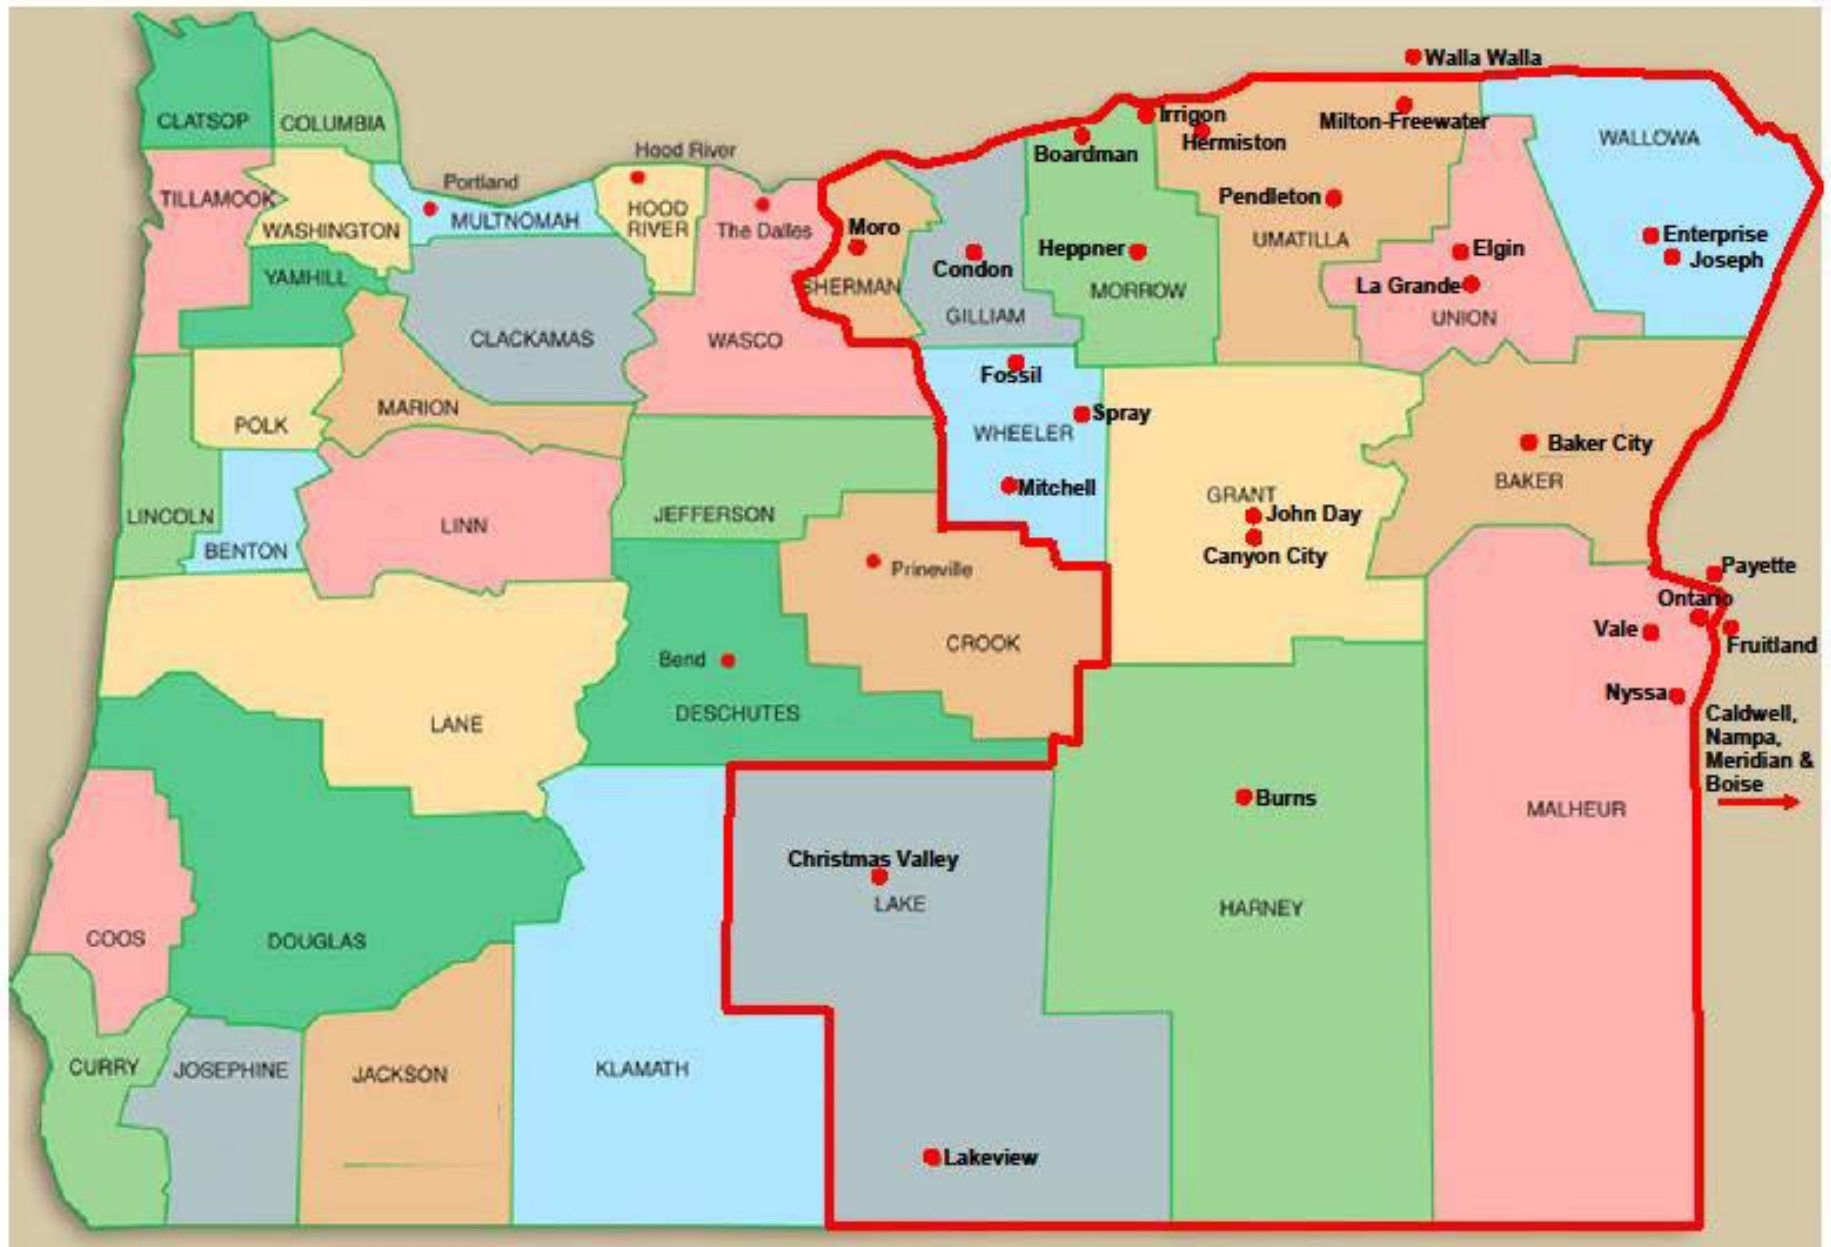 Walla Walla
CLATSOP
COLUMBIA
Irrigon
Milton-Freewater
Hermiston
WALLOWA
Hood River
Boardman
Portland
TILLAMOOK
MULTNOMAH
HOOD
RIVER
The Dalles
WASHINGTON
Moro
Pendleton
UMATILLA
Enterprise
Joseph
Heppner
Elgin
Condon
YAMHILL
SHERMAN
MORROW
La Grande
GILLIAM
UNION
CLACKAMAS
WASCO
Fossil
MARION
POLK
Spray
WHEELER
Baker City
BAKER
Mitchell
GRANT
John Day
LINCOLN
BENTON
LINN
JEFFERSON
Canyon City
Prineville
Payette
Ontario
Vale
Fruitland
CROOK
Bend
Nyssa
DESCHUTES
LANE
Caldwell,
Nampa,
Meridian &
Boise
Burns
MALHEUR
Christmas Valley
LAKE
HARNEY
COOS
DOUGLAS
CURRY
JOSEPHINE
JACKSON
KLAMATH
Lakeview